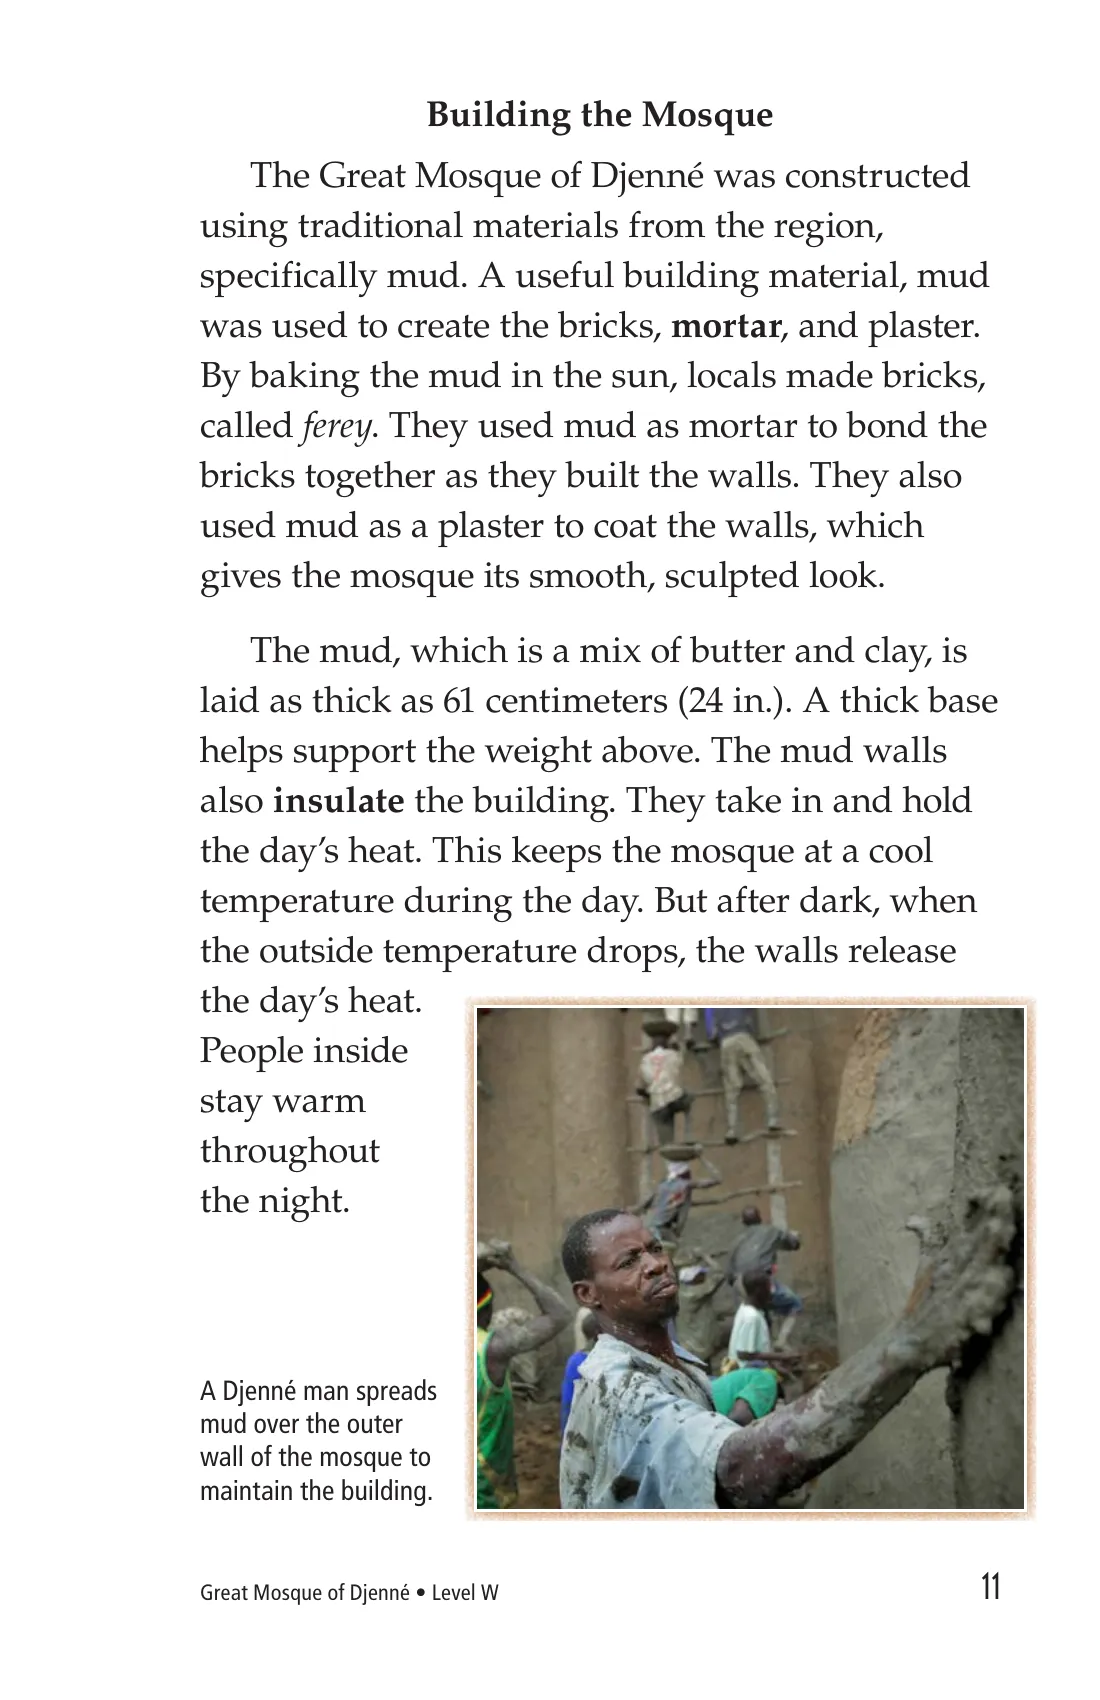 Building the Mosque
The Great Mosque of Djenné was constructed
using traditional materials from the region,
specifically mud. A useful building material, mud
was used to create the bricks, mortar, and plaster.
By baking the mud in the sun, locals made bricks,
called ferey. They used mud as mortar to bond the
bricks together as they built the walls. They also
used mud as a plaster to coat the walls, which
gives the mosque its smooth, sculpted look.
The mud, which is a mix of butter and clay, is
laid as thick as 61 centimeters (24 in.). A thick base
helps support the weight above. The mud walls
also insulate the building. They take in and hold
the day’s heat. This keeps the mosque at a cool
temperature during the day. But after dark, when
the outside temperature drops, the walls release
the day’s heat.
People inside
stay warm
throughout
the night.
A Djenné man spreads
mud over the outer
wall of the mosque to
maintain the building.
Great Mosque of Djenné • Level W
11